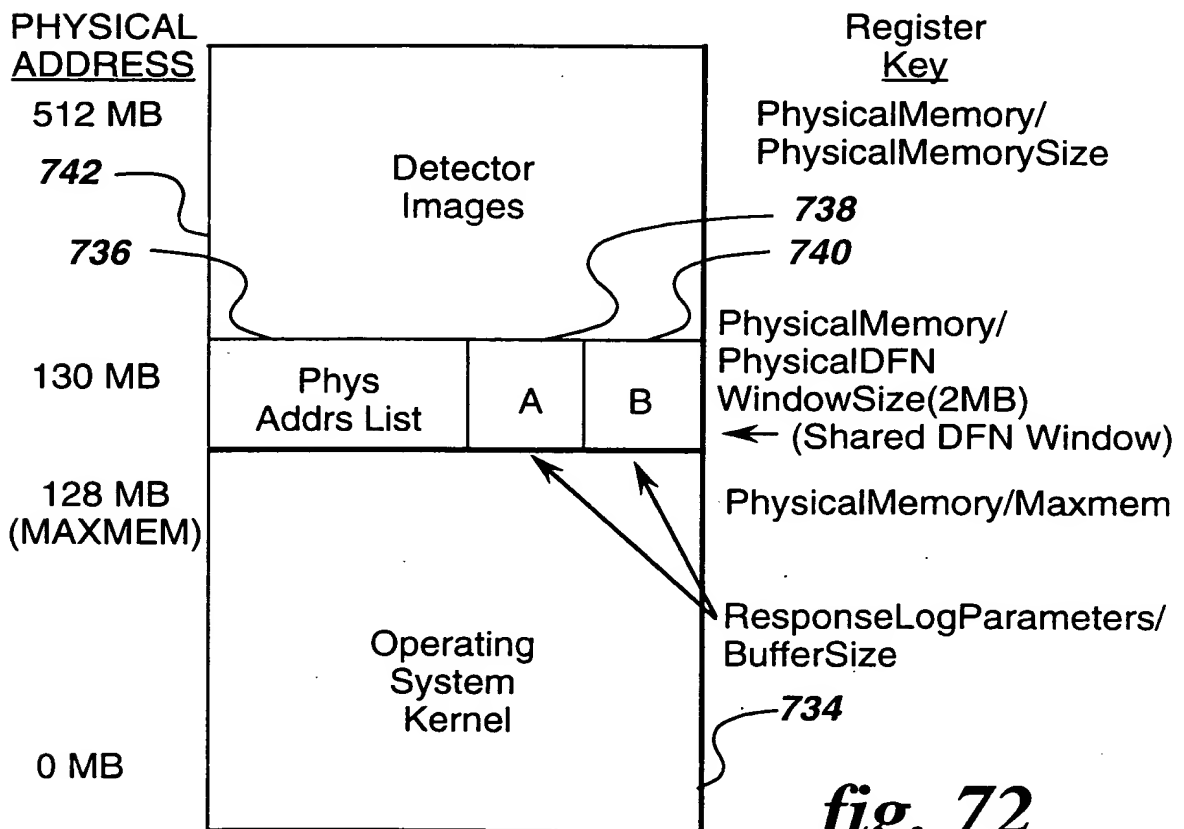 PHYSICAL
ADDRESS
Register
Key
512 MB
PhysicalMemory/
PhysicalMemorySize
742
Detector
Images
738
736
740
PhysicalMemory/
PhysicalDFN
WindowSize(2MB)
(Shared DFN Window)
130 MB
Phys
Addrs List
A
B
128 MB
(MAXMEM)
PhysicalMemory/Maxmem
ResponseLogParameters/
BufferSize
Operating
System
Kernel
734
0 MB
fig. 72